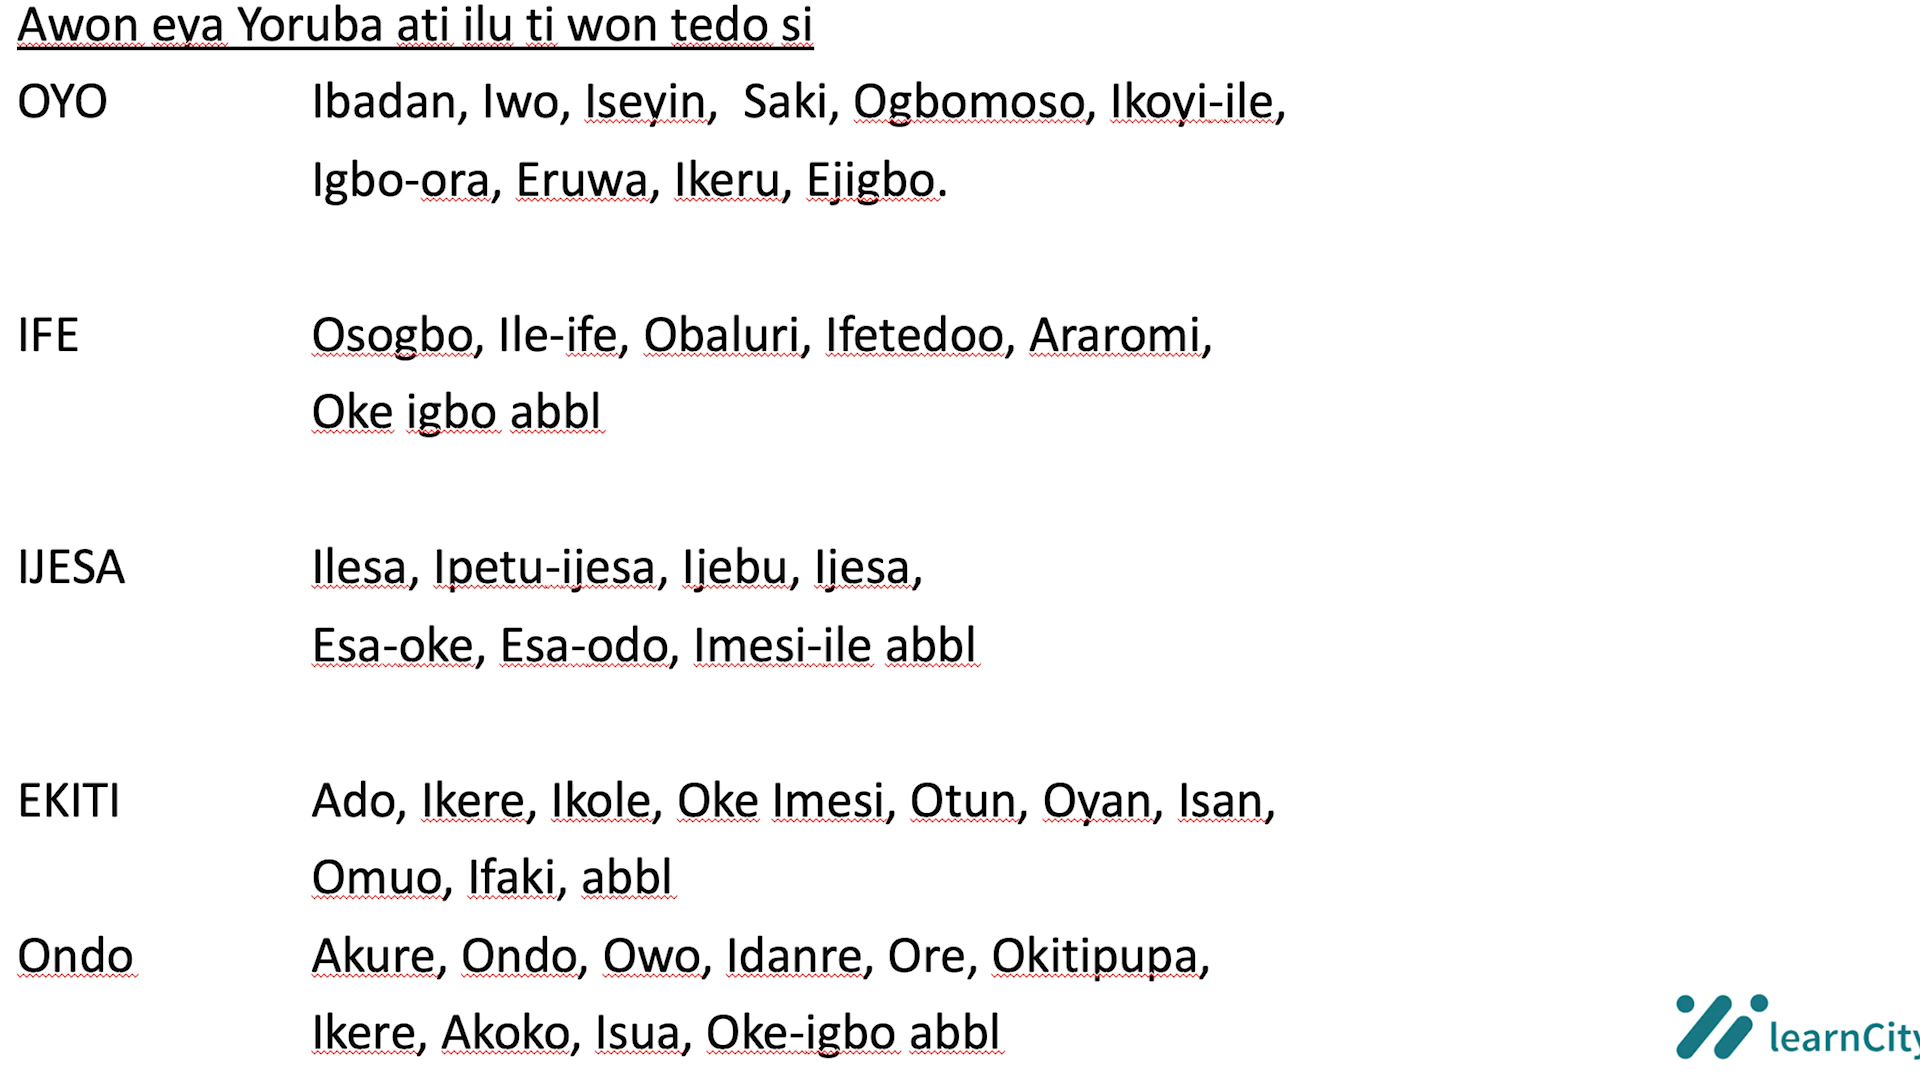 Awon eya Yoruba ati ilu ti won tedo si
OYO Ibadan, Iwo, Iseyin, Saki, Ogbomoso, Ikoyi-ile,
Igbo-ora, Eruwa, Ikeru, Ejigbo.
IFE Osogbo, Ile-ife, Obaluri, Ifetedoo, Araromi,
Oke igbo abbl
IJESA Ilesa, Ipetu-ijesa, Ijebu, Ijesa,
Esa-oke, Esa-odo, Imesi-ile abbl
EKITI Ado, Ikere, Ikole, Oke Imesi, Otun, Oyan, Isan,
Omuo, Ifaki, abbl
Ondo Akure, Ondo, Owo, Idanre, Ore, Okitipupa,
Ikere, Akoko, Isua, Oke-igbo abbl
learnCity